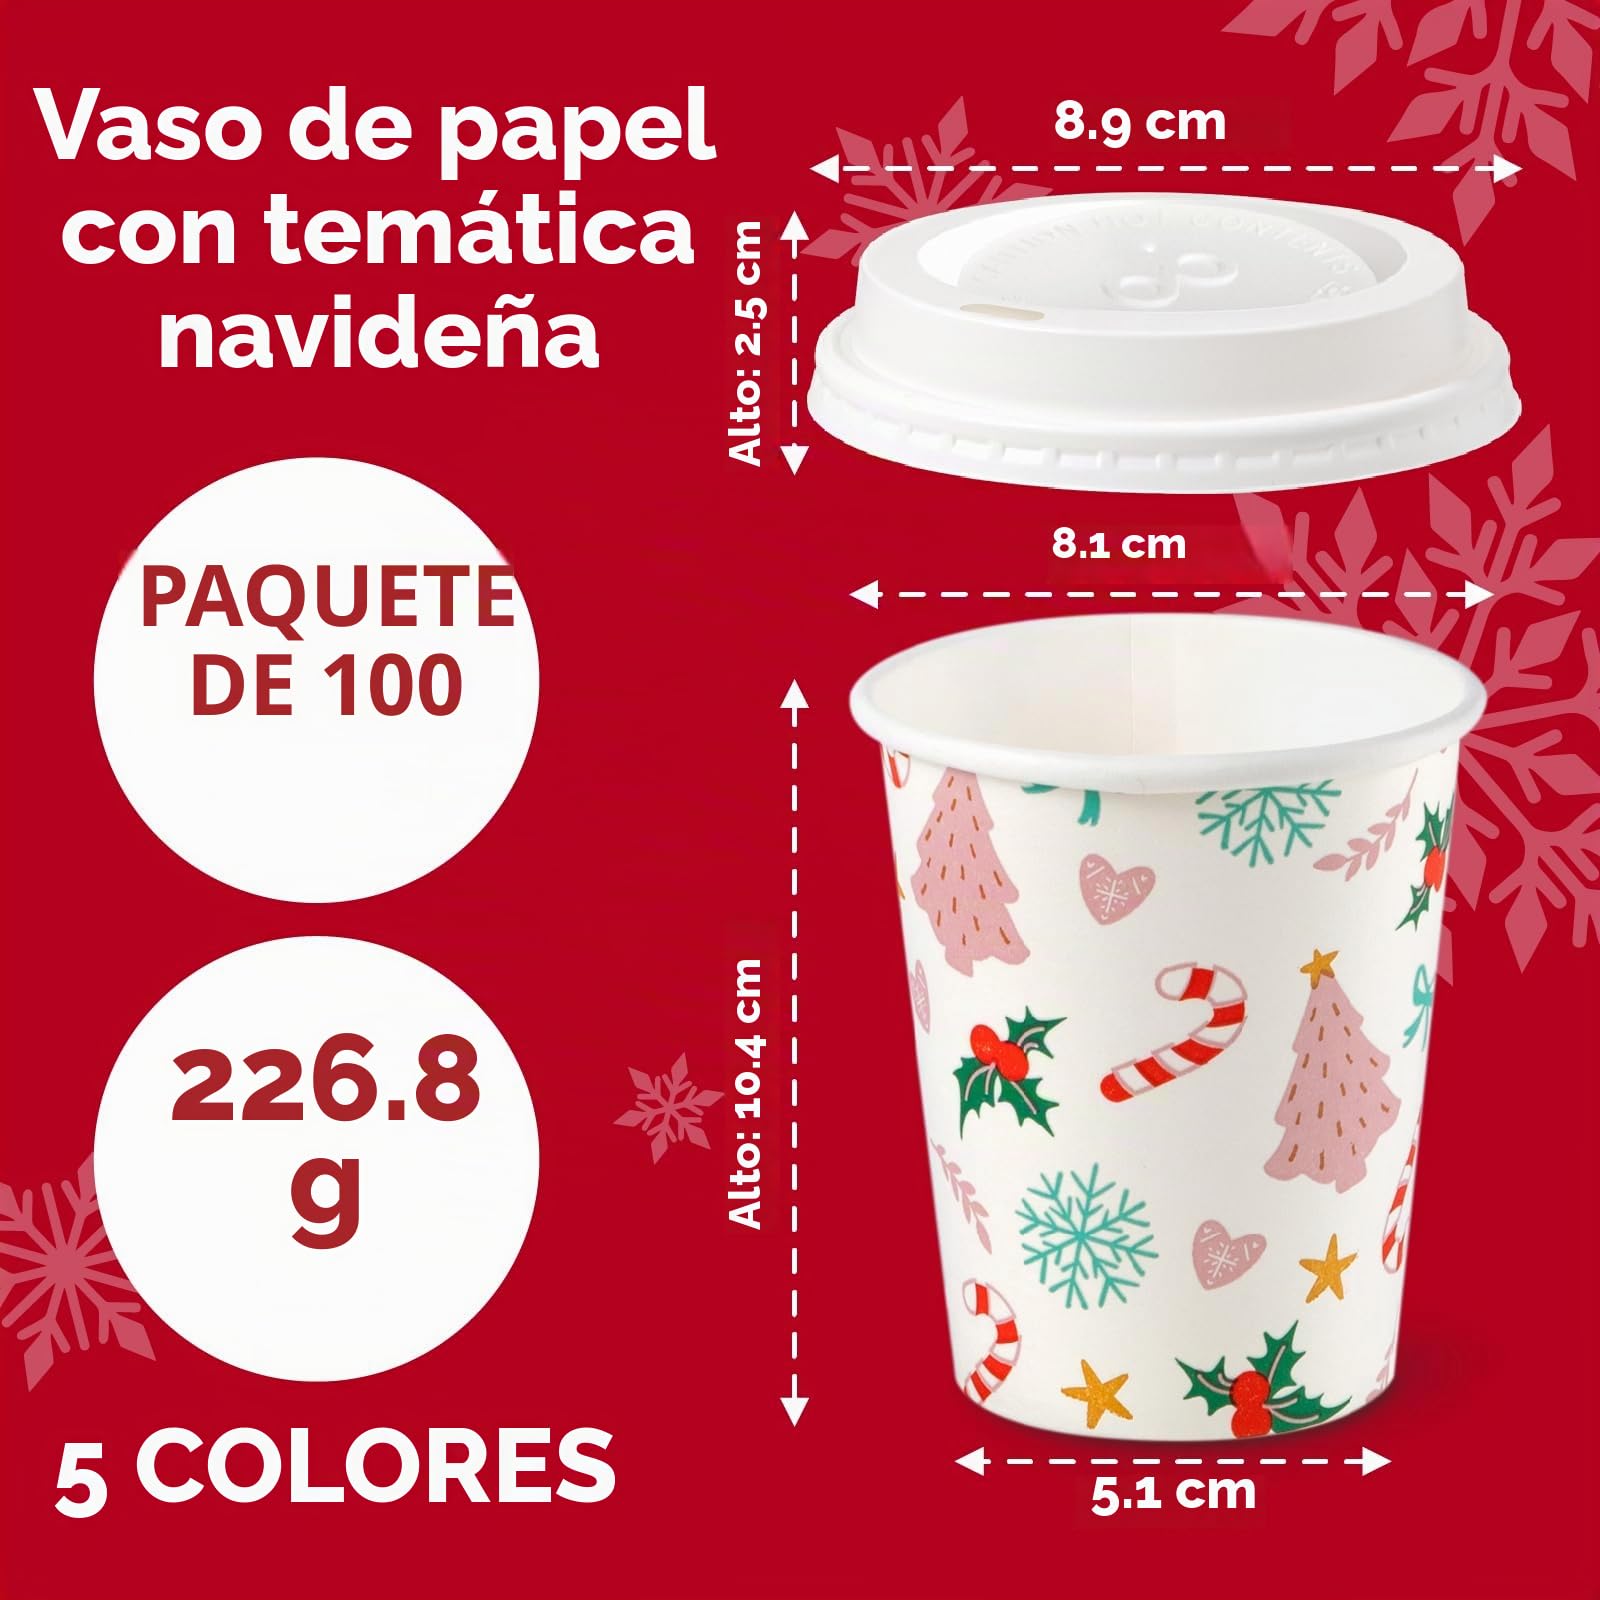 Vaso de papel
con temática
navideña
8.9 cm
Alto: 2.5 cm
8.1 cm
PAQUETE
DE 100
226.8
g
Alto: 10.4 cm
5 COLORES
5.1 cm